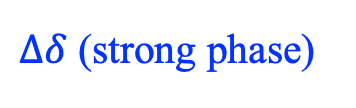 Δδ (strong phase)